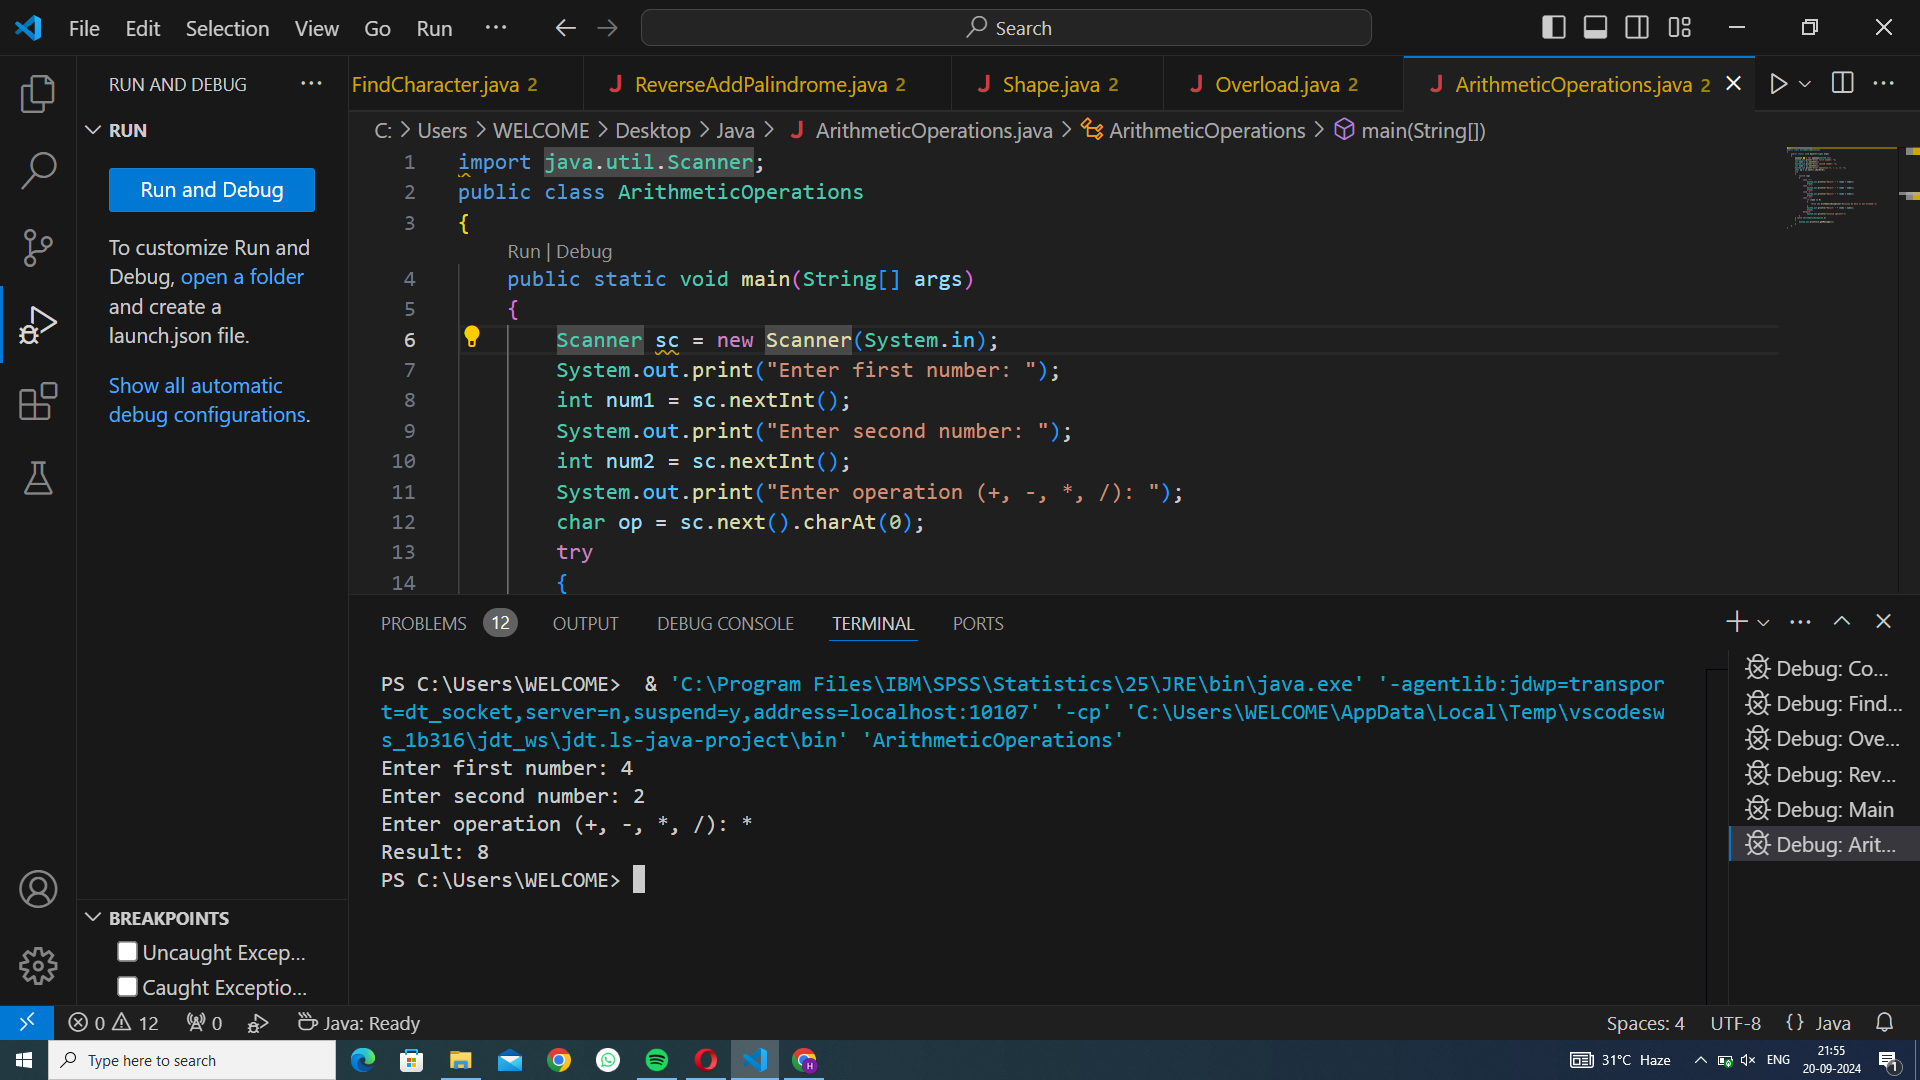 File Edit Selection View Go Run ···
Search
RUN AND DEBUG ···
FindCharacter.java 2
J ReverseAddPalindrome.java 2
J Shape.java 2
J Overload.java 2
J ArithmeticOperations.java 2
RUN
Run and Debug
To customize Run and
Debug, open a folder
and create a
launch.json file.
Show all automatic
debug configurations.
C: > Users > WELCOME > Desktop > Java > J ArithmeticOperations.java > ArithmeticOperations > main(String[])
1 import java.util.Scanner;
2 public class ArithmeticOperations
3 {
Run | Debug
4 public static void main(String[] args)
5 {
6 Scanner sc = new Scanner(System.in);
7 System.out.print("Enter first number: ");
8 int num1 = sc.nextInt();
9 System.out.print("Enter second number: ");
10 int num2 = sc.nextInt();
11 System.out.print("Enter operation (+, -, *, /): ");
12 char op = sc.next().charAt(0);
13 try
14 {
PROBLEMS 12 OUTPUT DEBUG CONSOLE TERMINAL PORTS
PS C:\Users\WELCOME>  & 'C:\Program Files\IBM\SPSS\Statistics\25\JRE\bin\java.exe' '-agentlib:jdwp=transpor
t=dt_socket,server=n,suspend=y,address=localhost:10107' '-cp' 'C:\Users\WELCOME\AppData\Local\Temp\vscodesw
s_1b316\jdt_ws\jdt.ls-java-project\bin' 'ArithmeticOperations'
Enter first number: 4
Enter second number: 2
Enter operation (+, -, *, /): *
Result: 8
PS C:\Users\WELCOME>
Debug: Co...
Debug: Find...
Debug: Ove...
Debug: Rev...
Debug: Main
Debug: Arit...
BREAKPOINTS
Uncaught Excep...
Caught Exceptio...
0 12 0 Java: Ready
Spaces: 4 UTF-8 {} Java
Type here to search
31°C Haze
ENG
21:55
20-09-2024
1